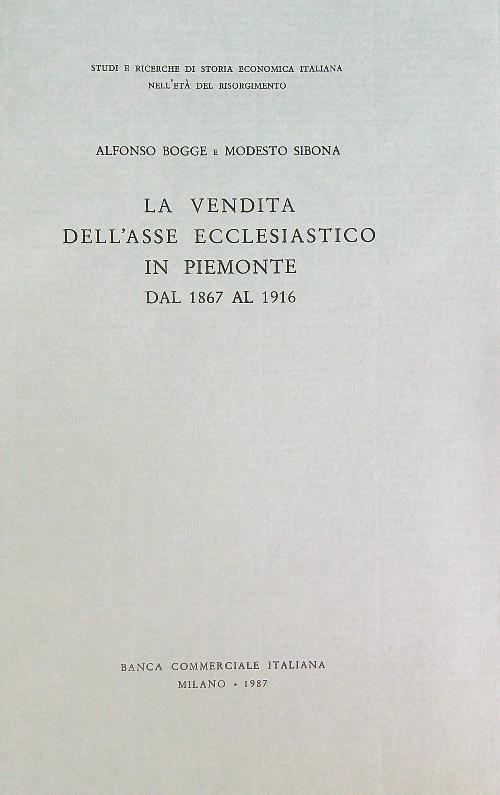 STUDI E RICERCHE DI STORIA ECONOMICA ITALIANA
NELL'ETÀ DEL RISORGIMENTO
ALFONSO BOGGE E MODESTO SIBONA
LA VENDITA
DELL'ASSE ECCLESIASTICO
IN PIEMONTE
DAL 1867 AL 1916
BANCA COMMERCIALE ITALIANA
MILANO • 1987